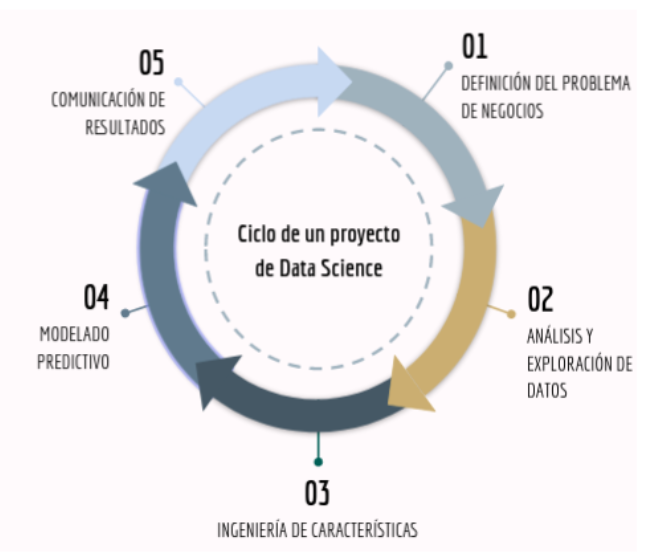 Ciclo de un proyecto
de Data Science
01
DEFINICIÓN DEL PROBLEMA
DE NEGOCIOS
02
ANÁLISIS Y
EXPLORACIÓN DE
DATOS
03
INGENIERÍA DE CARACTERÍSTICAS
04
MODELADO
PREDICTIVO
05
COMUNICACIÓN DE
RESULTADOS